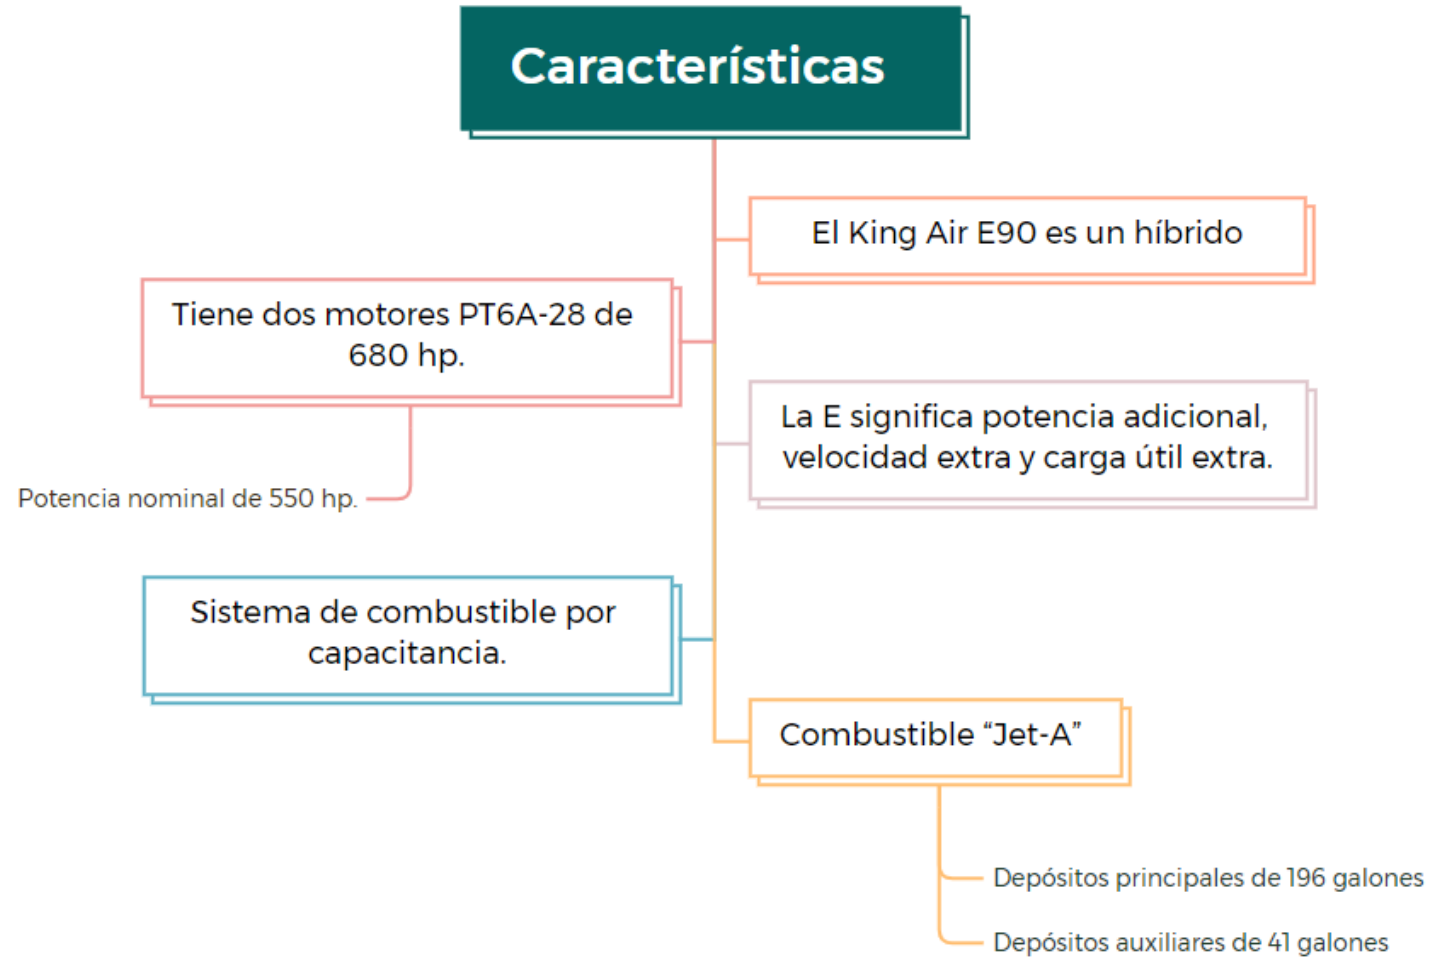 Características
El King Air E90 es un híbrido
Tiene dos motores PT6A-28 de
680 hp.
Potencia nominal de 550 hp.
La E significa potencia adicional,
velocidad extra y carga útil extra.
Sistema de combustible por
capacitancia.
Combustible “Jet-A”
Depósitos principales de 196 galones
Depósitos auxiliares de 41 galones